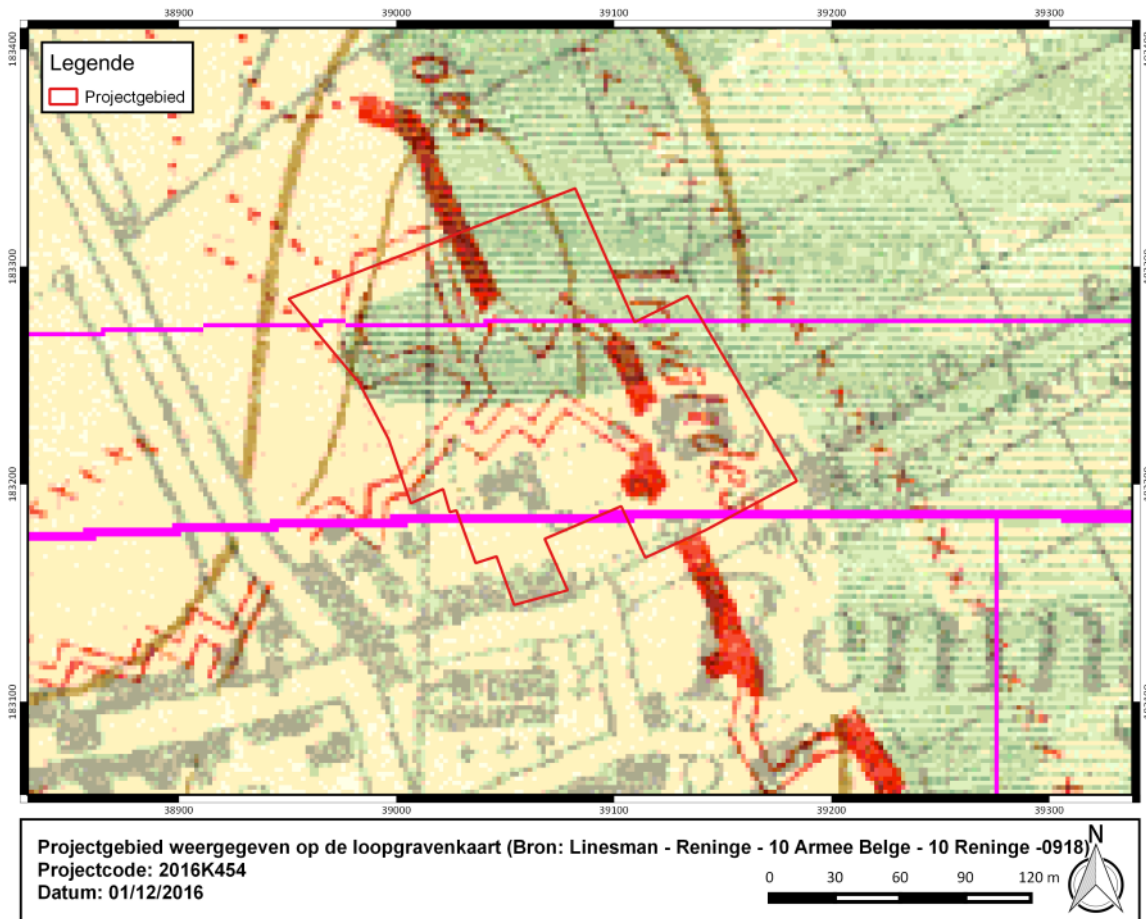 38900 39000 39100 39200 39300
183400
183300
183200
183100
Legende
Projectgebied
38900 39000 39100 39200 39300
Projectgebied weergegeven op de loopgravenkaart (Bron: Linesman - Reninge - 10 Armee Belge - 10 Reninge -0918)
Projectcode: 2016K454
Datum: 01/12/2016
N
0 30 60 90 120 m